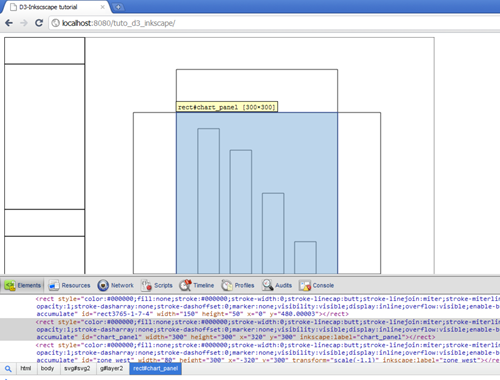 D3-Inkscscape tutorial
localhost:8080/tuto_d3_inkscape/
rect#chart_panel [300×300]
Elements Resources Network Scripts Timeline Profiles Audits Console
<rect style="color:#000000;fill:none;stroke:#000000;stroke-width:0;stroke-linecap:butt;stroke-linejoin:miter;stroke-miterlin
opacity:1;stroke-dasharray:none;stroke-dashoffset:0;marker:none;visibility:visible;display:inline;overflow:visible;enable-ba
accumulate" id="rect3765-1-7-4" width="150" height="50" x="0" y="480.00003"></rect>
<rect style="color:#000000;fill:none;stroke:#000000;stroke-width:0;stroke-linecap:butt;stroke-linejoin:miter;stroke-miterlin
opacity:1;stroke-dasharray:none;stroke-dashoffset:0;marker:none;visibility:visible;display:inline;overflow:visible;enable-ba
accumulate" id="chart_panel" width="300" height="300" x="320" y="300" inkscape:label="chart_panel"></rect>
<rect style="color:#000000;fill:none;stroke:#000000;stroke-width:0;stroke-linecap:butt;stroke-linejoin:miter;stroke-miterlin
opacity:1;stroke-dasharray:none;stroke-dashoffset:0;marker:none;visibility:visible;display:inline;overflow:visible;enable-ba
accumulate" id="zone_west" width="80" height="300" x="-320" y="300" transform="scale(-1,1)" inkscape:label="zone_west"></rec
html body svg#svg2 g#layer2 rect#chart_panel